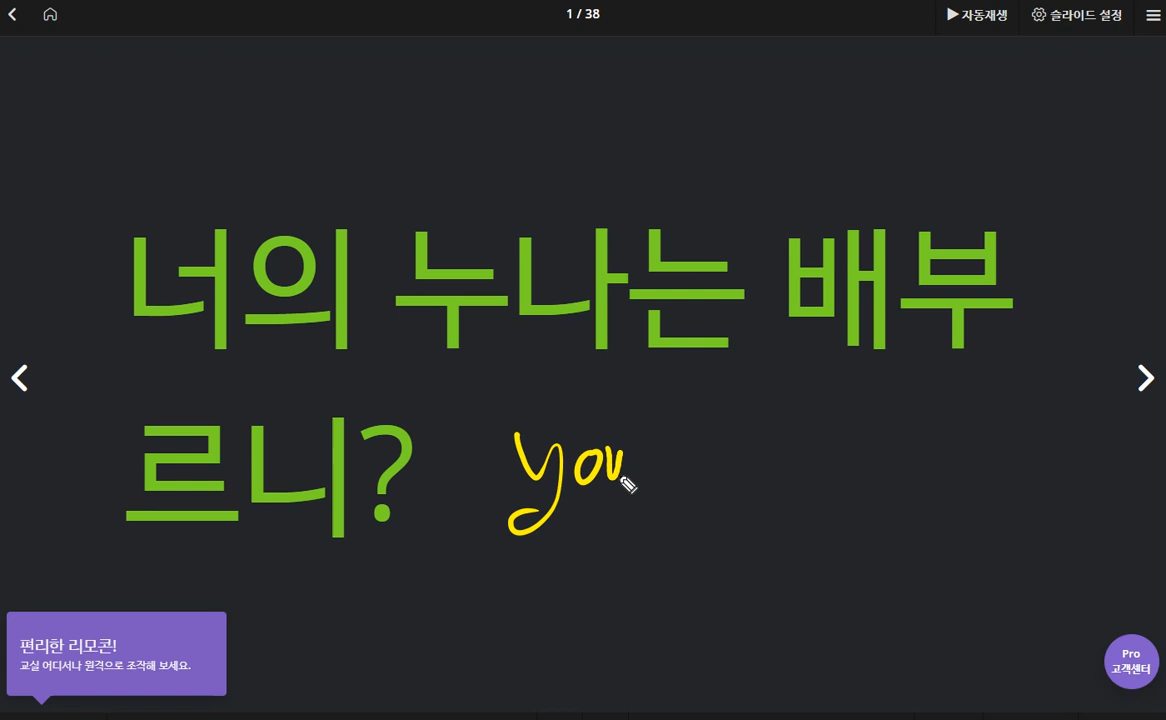 1 / 38
자동재생
슬라이드 설정
너의 누나는 배부
르니?
you
편리한 리모콘!
교실 어디서나 원격으로 조작해 보세요.
Pro
고객센터